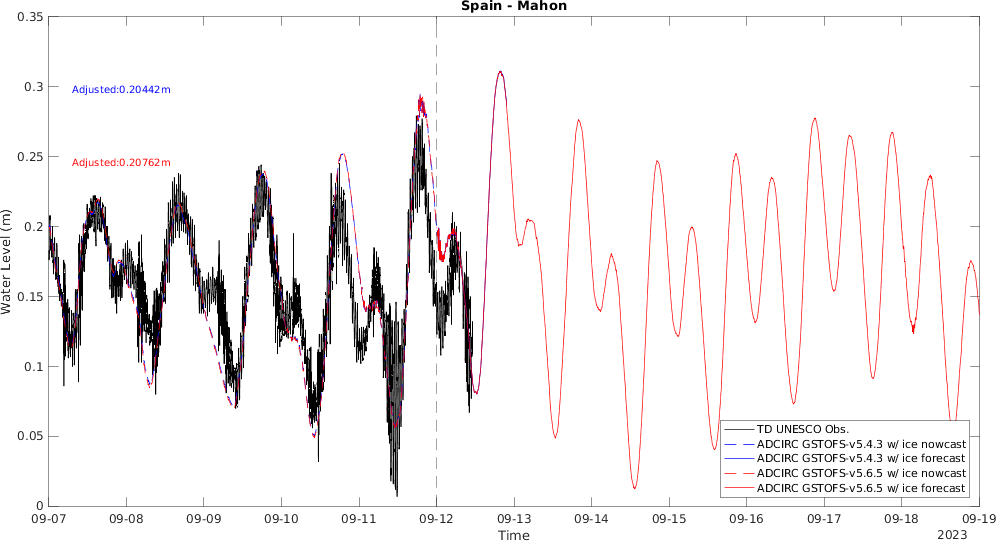 Spain - Mahon
0.35
0.3
0.25
0.2
0.15
0.1
0.05
0
Water Level (m)
Adjusted:0.20442m
Adjusted:0.20762m
TD UNESCO Obs.
ADCIRC GSTOFS-v5.4.3 w/ ice nowcast
ADCIRC GSTOFS-v5.4.3 w/ ice forecast
ADCIRC GSTOFS-v5.6.5 w/ ice nowcast
ADCIRC GSTOFS-v5.6.5 w/ ice forecast
09-07 09-08 09-09 09-10 09-11 09-12 09-13 09-14 09-15 09-16 09-17 09-18 09-19
Time
2023